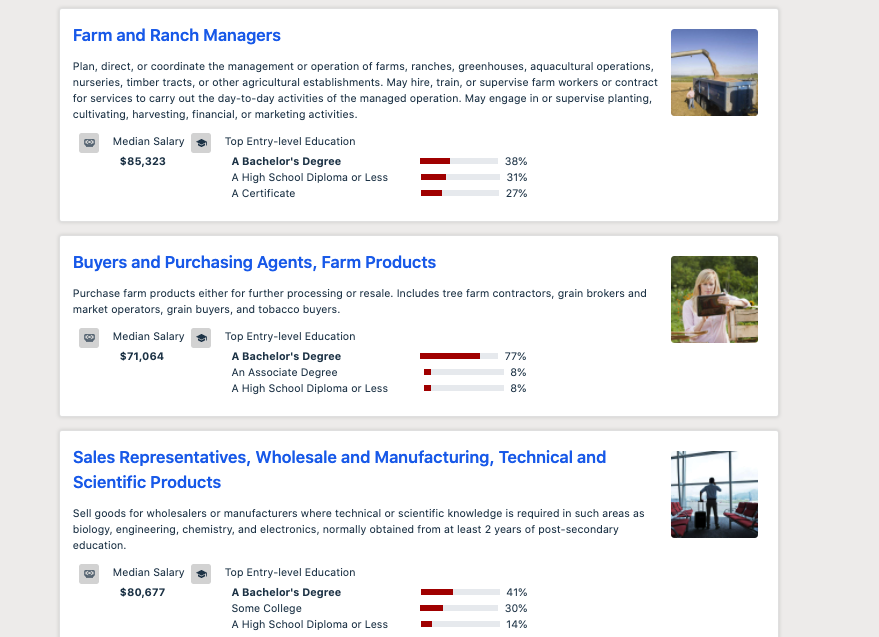 Farm and Ranch Managers
Plan, direct, or coordinate the management or operation of farms, ranches, greenhouses, aquacultural operations,
nurseries, timber tracts, or other agricultural establishments. May hire, train, or supervise farm workers or contract
for services to carry out the day-to-day activities of the managed operation. May engage in or supervise planting,
cultivating, harvesting, financial, or marketing activities.
Median Salary Top Entry-level Education
$85,323 A Bachelor's Degree 38%
A High School Diploma or Less 31%
A Certificate 27%
Buyers and Purchasing Agents, Farm Products
Purchase farm products either for further processing or resale. Includes tree farm contractors, grain brokers and
market operators, grain buyers, and tobacco buyers.
Median Salary Top Entry-level Education
$71,064 A Bachelor's Degree 77%
An Associate Degree 8%
A High School Diploma or Less 8%
Sales Representatives, Wholesale and Manufacturing, Technical and
Scientific Products
Sell goods for wholesalers or manufacturers where technical or scientific knowledge is required in such areas as
biology, engineering, chemistry, and electronics, normally obtained from at least 2 years of post-secondary
education.
Median Salary Top Entry-level Education
$80,677 A Bachelor's Degree 41%
Some College 30%
A High School Diploma or Less 14%